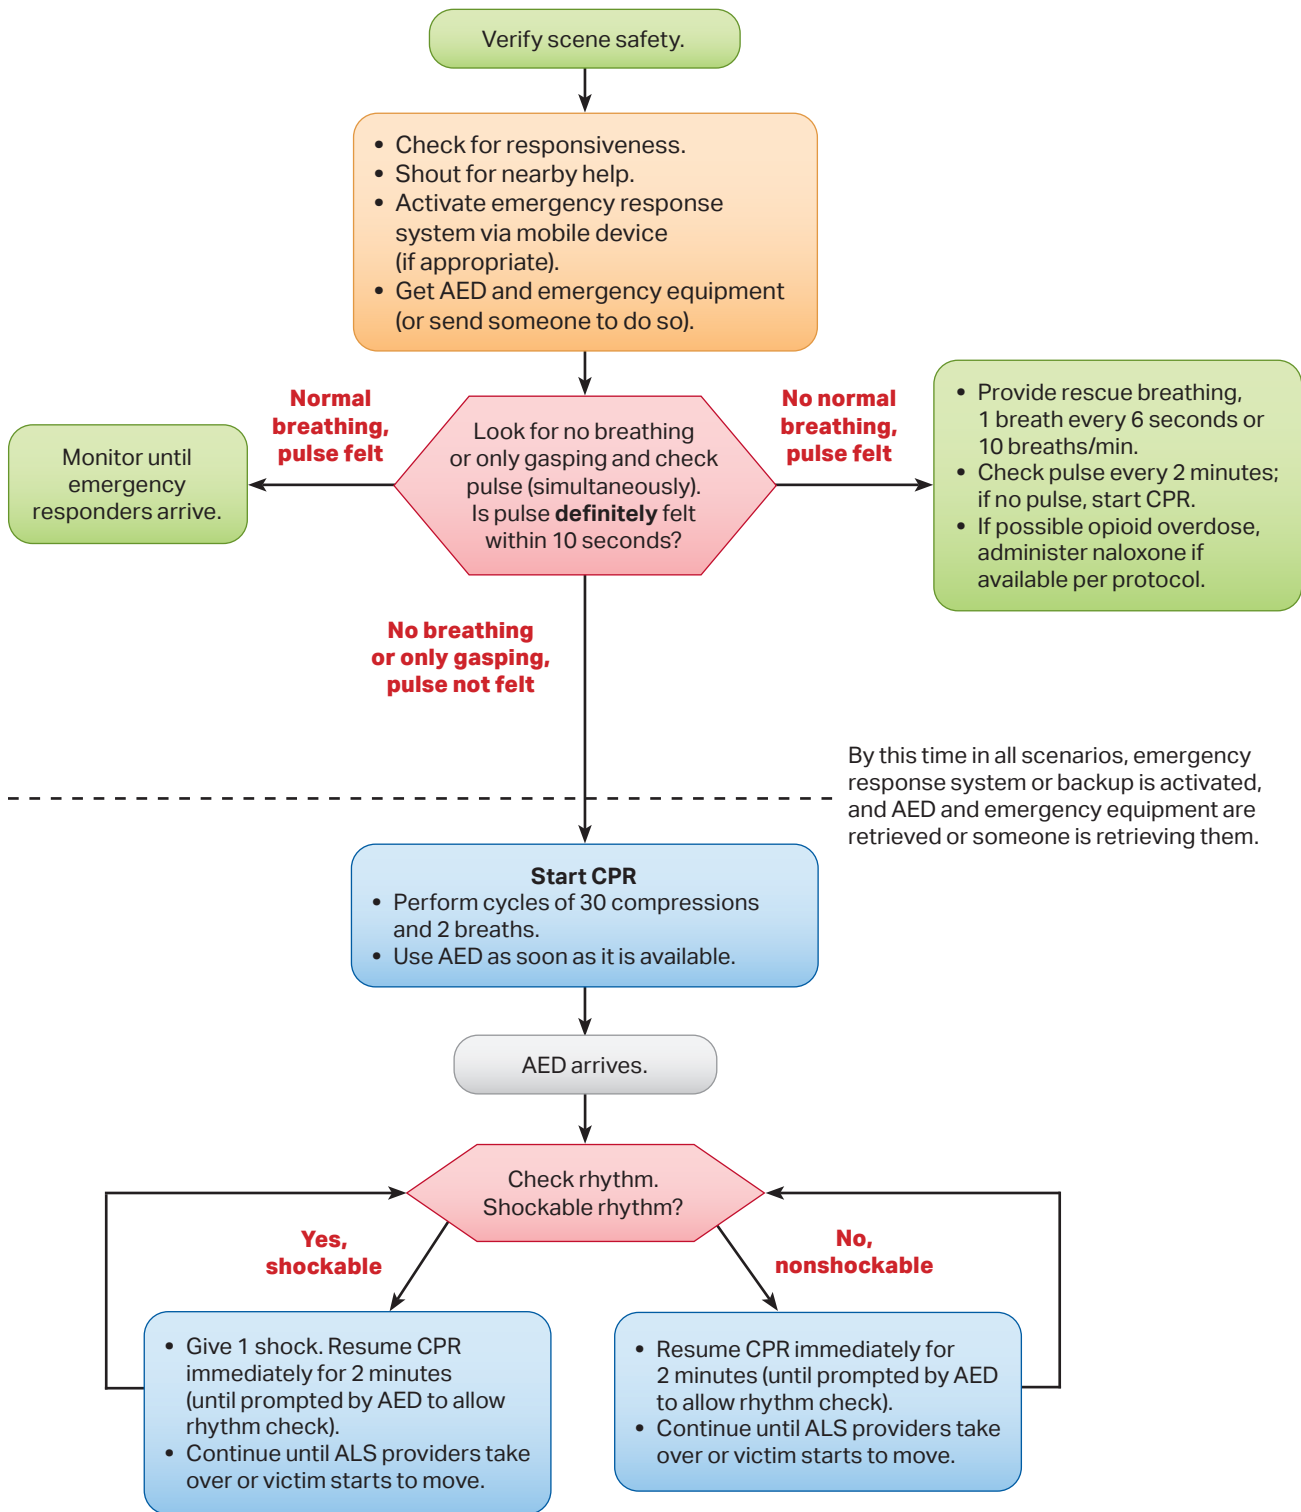 Verify scene safety.
• Check for responsiveness.
• Shout for nearby help.
• Activate emergency response
system via mobile device
(if appropriate).
• Get AED and emergency equipment
(or send someone to do so).
Normal
breathing,
pulse felt
Monitor until
emergency
responders arrive.
Look for no breathing
or only gasping and check
pulse (simultaneously).
Is pulse definitely felt
within 10 seconds?
No normal
breathing,
pulse felt
• Provide rescue breathing,
1 breath every 6 seconds or
10 breaths/min.
• Check pulse every 2 minutes;
if no pulse, start CPR.
• If possible opioid overdose,
administer naloxone if
available per protocol.
No breathing
or only gasping,
pulse not felt
By this time in all scenarios, emergency
response system or backup is activated,
and AED and emergency equipment are
retrieved or someone is retrieving them.
Start CPR
• Perform cycles of 30 compressions
and 2 breaths.
• Use AED as soon as it is available.
AED arrives.
Check rhythm.
Shockable rhythm?
Yes,
shockable
No,
nonshockable
• Give 1 shock. Resume CPR
immediately for 2 minutes
(until prompted by AED to allow
rhythm check).
• Continue until ALS providers take
over or victim starts to move.
• Resume CPR immediately for
2 minutes (until prompted by AED
to allow rhythm check).
• Continue until ALS providers take
over or victim starts to move.